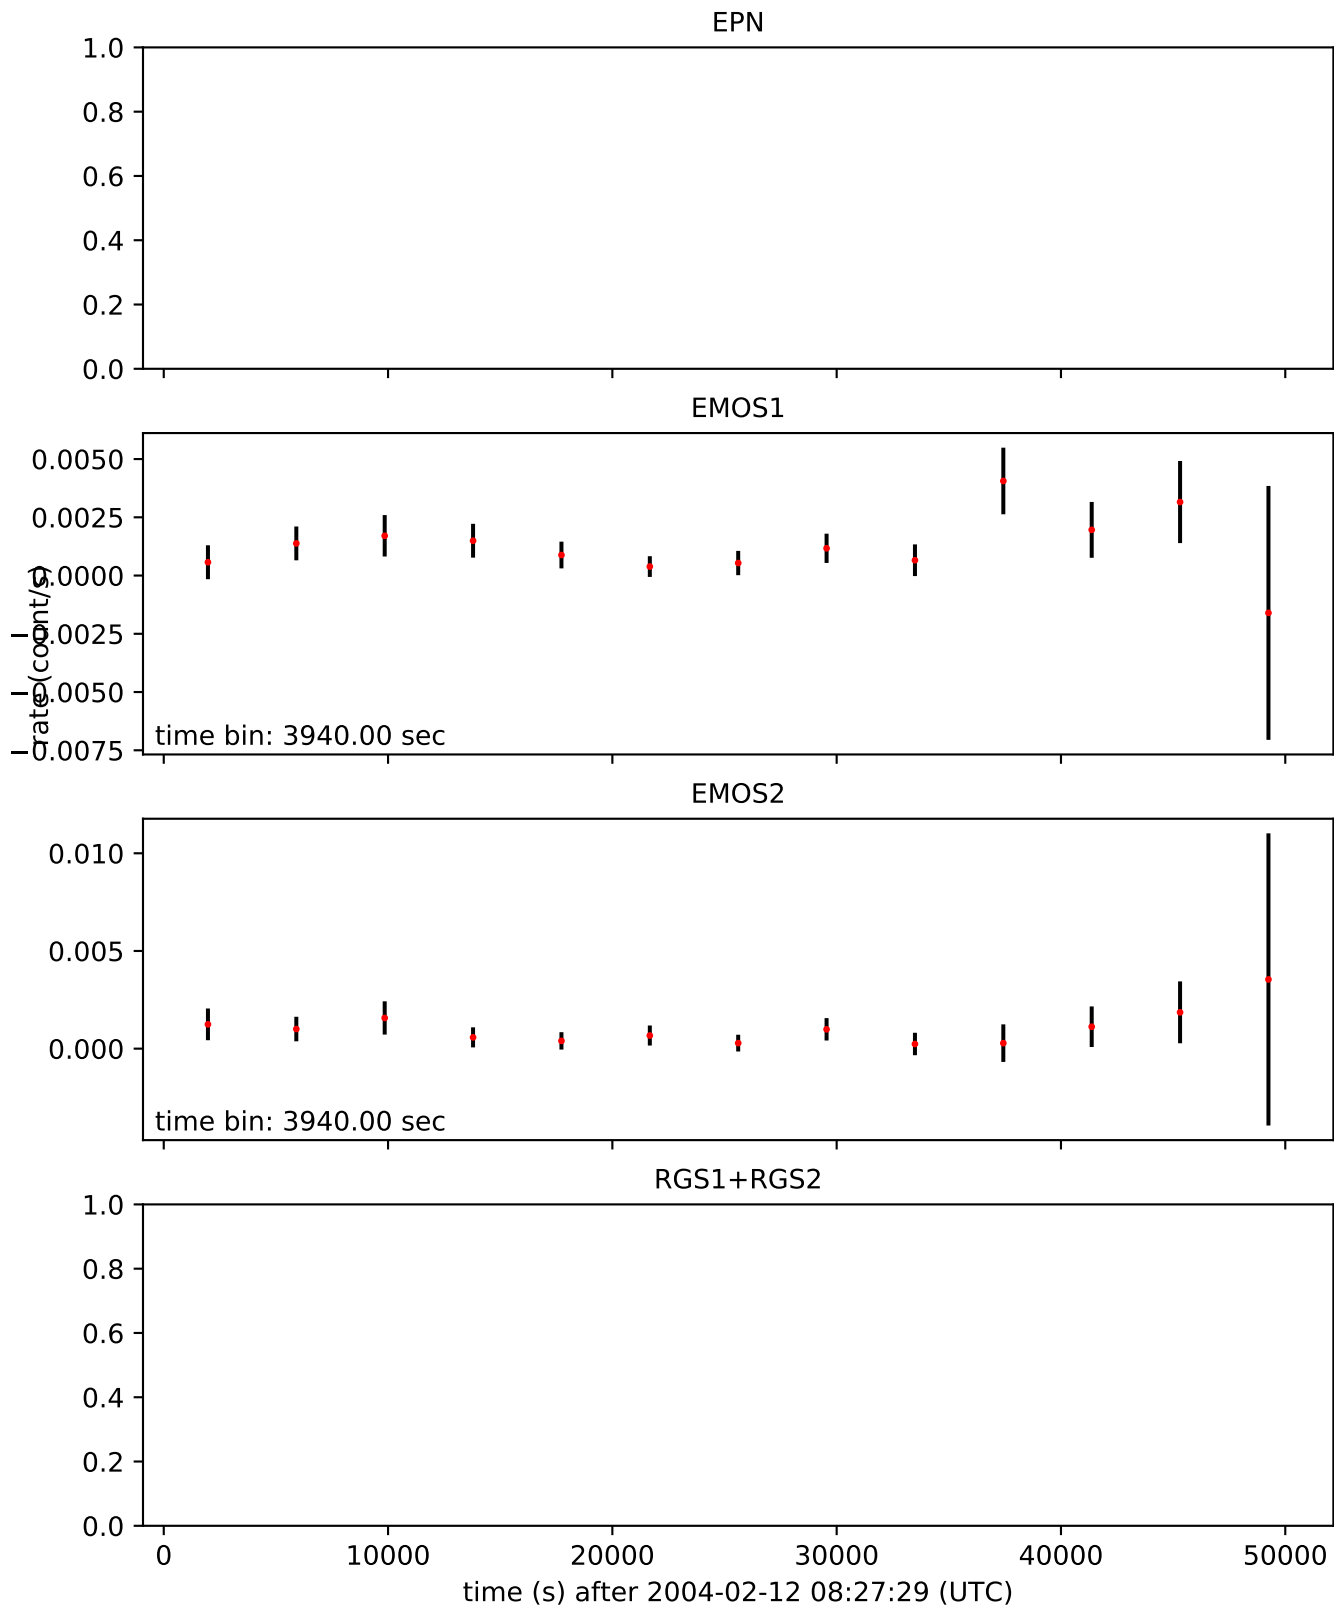 EPN
1.0
0.8
0.6
0.4
0.2
0.0
EMOS1
0.0050
0.0025
0.0000
−0.0025
−0.0050
−0.0075
rate (count/s)
time bin: 3940.00 sec
EMOS2
0.010
0.005
0.000
time bin: 3940.00 sec
RGS1+RGS2
1.0
0.8
0.6
0.4
0.2
0.0
0 10000 20000 30000 40000 50000
time (s) after 2004-02-12 08:27:29 (UTC)